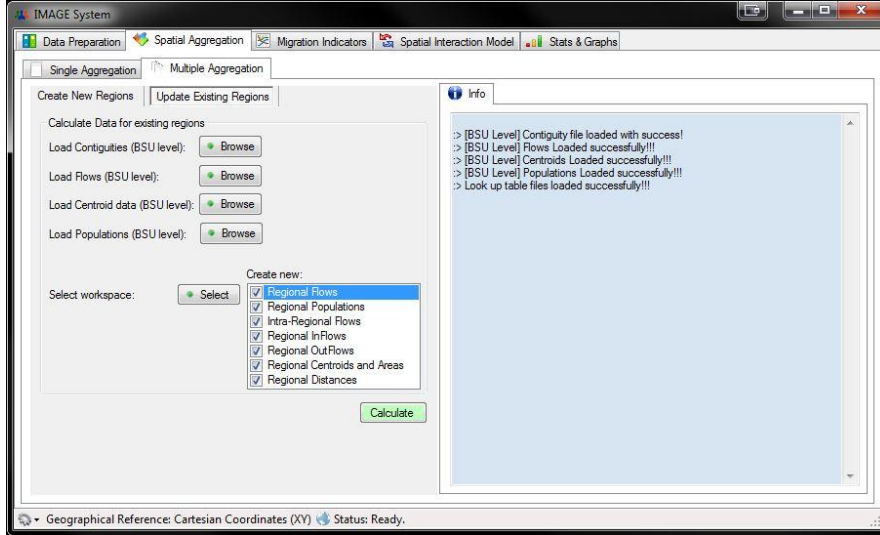 IMAGE System
Data Preparation Spatial Aggregation Migration Indicators Spatial Interaction Model Stats & Graphs
Single Aggregation Multiple Aggregation
Create New Regions Update Existing Regions
Calculate Data for existing regions
Load Contiguities (BSU level): Browse
Load Flows (BSU level): Browse
Load Centroid data (BSU level): Browse
Load Populations (BSU level): Browse
Create new:
Select workspace: Select
Regional Flows
Regional Populations
Intra-Regional Flows
Regional InFlows
Regional OutFlows
Regional Centroids and Areas
Regional Distances
Calculate
Info
:> [BSU Level] Contiguity file loaded with success!
:> [BSU Level] Flows Loaded successfully!!!
:> [BSU Level] Centroids Loaded successfully!!!
:> [BSU Level] Populations Loaded successfully!!!
:> Look up table files loaded successfully!!!
Geographical Reference: Cartesian Coordinates (XY) Status: Ready.